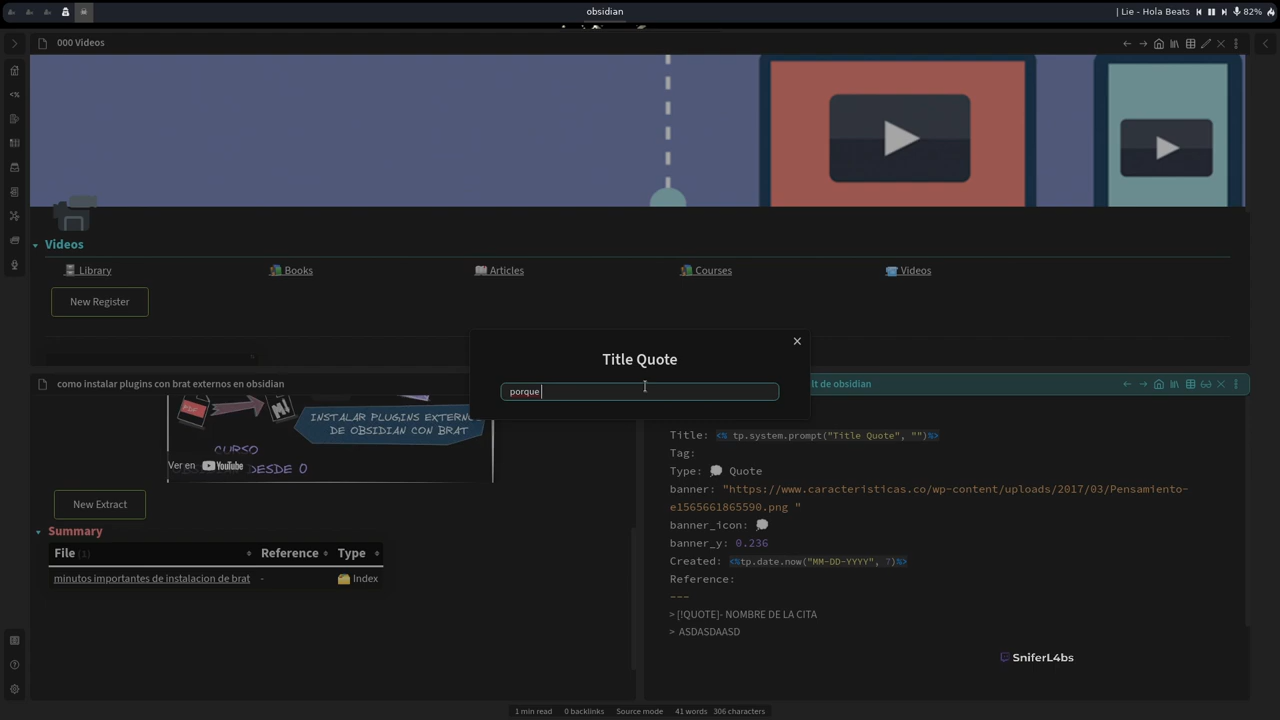 obsidian
| Lie - Hola Beats
82%
000 Videos
Videos
Library
Books
Articles
Courses
Videos
New Register
Title Quote
porque
como instalar plugins con brat externos en obsidian
lt de obsidian
INSTALAR PLUGINS EXTERN
DE OBSIDIAN CON BRAT
CURSO
Ver en YouTube
DESDE 0
New Extract
Summary
File (1) Reference Type
minutos importantes de instalacion de brat - Index
Title: <% tp.system.prompt("Title Quote", "")%>
Tag:
Type: 💭 Quote
banner: "https://www.caracteristicas.co/wp-content/uploads/2017/03/Pensamiento-
e1565661865590.png "
banner_icon: 💭
banner_y: 0.236
Created: <%tp.date.now("MM-DD-YYYY", 7)%>
Reference:
---
> [!QUOTE]- NOMBRE DE LA CITA
> ASDASDAASD
SniferL4bs
1 min read 0 backlinks Source mode 41 words 306 characters